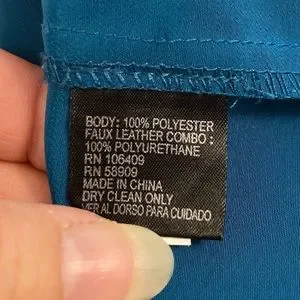 BODY: 100% POLYESTER
FAUX LEATHER COMBO :
100% POLYURETHANE
RN 106409
RN 58909
MADE IN CHINA
DRY CLEAN ONLY
VER AL DORSO PARA CUIDADO